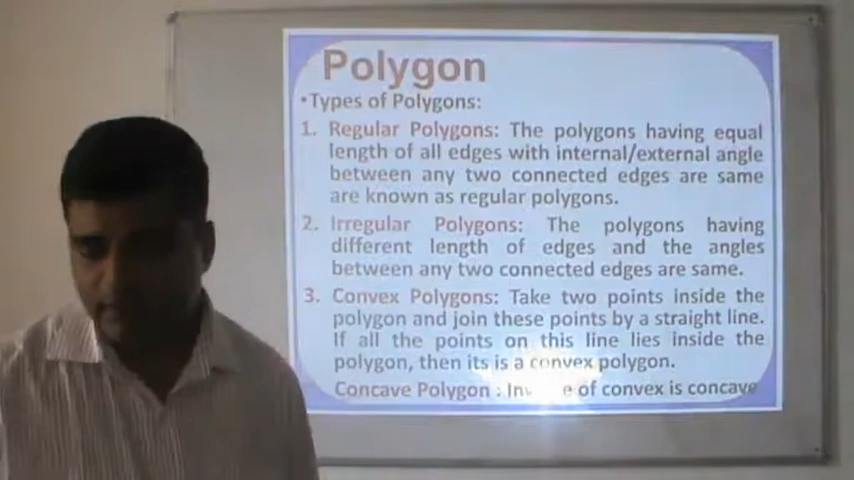 Polygon
•Types of Polygons:
1. Regular Polygons: The polygons having equal
length of all edges with internal/external angle
between any two connected edges are same
are known as regular polygons.
2. Irregular Polygons: The polygons having
different length of edges and the angles
between any two connected edges are same.
3. Convex Polygons: Take two points inside the
polygon and join these points by a straight line.
If all the points on this line lies inside the
polygon, then its is a convex polygon.
Concave Polygon : of convex is concave